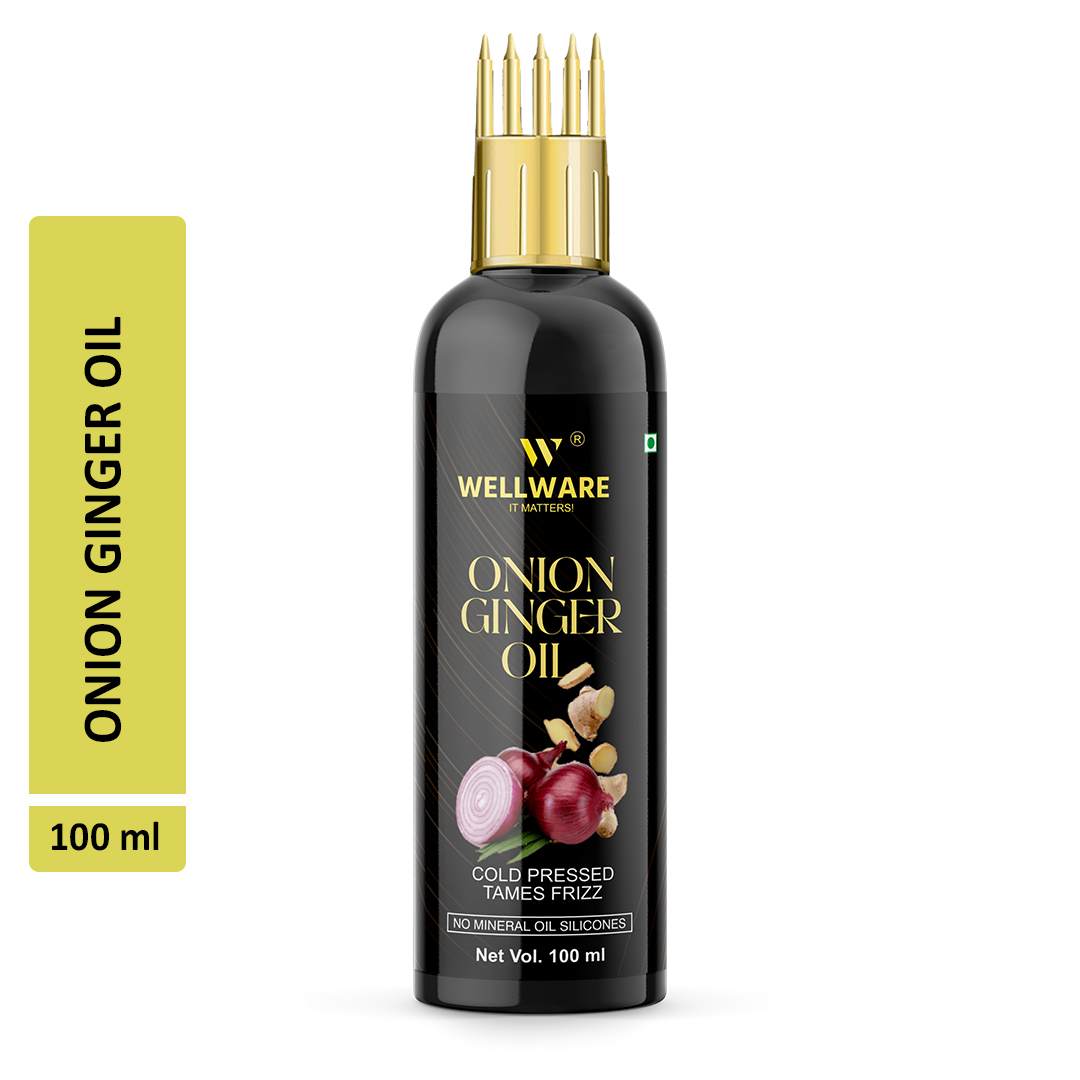 ONION GINGER OIL
100 ml
W ®
WELLWARE
IT MATTERS!
ONION
GINGER
OIL
COLD PRESSED
TAMES FRIZZ
NO MINERAL OIL SILICONES
Net Vol. 100 ml